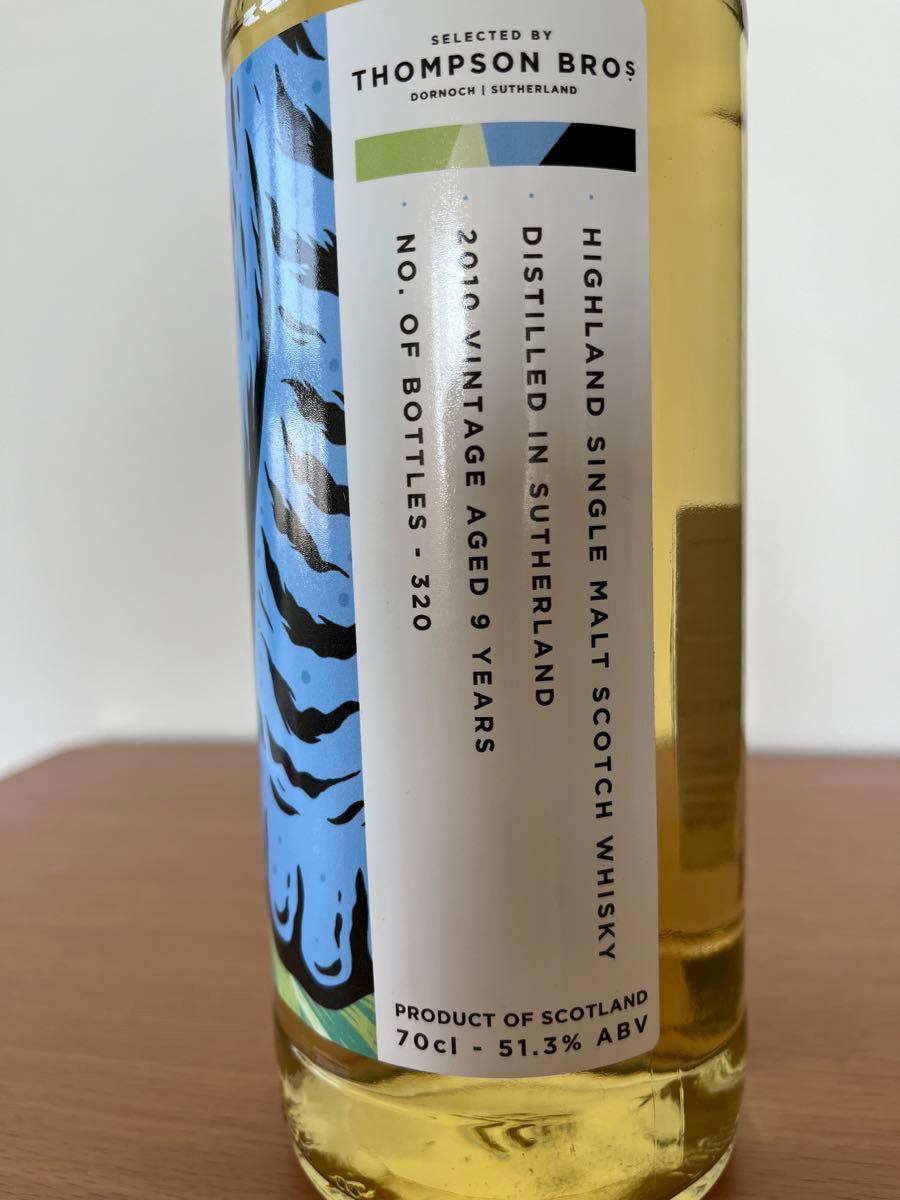 SELECTED BY
THOMPSON BROS.
DORNOCH | SUTHERLAND
HIGHLAND SINGLE MALT SCOTCH WHISKY
DISTILLED IN SUTHERLAND
2010 VINTAGE AGED 9 YEARS
NO. OF BOTTLES - 320
PRODUCT OF SCOTLAND
70cl - 51.3% ABV